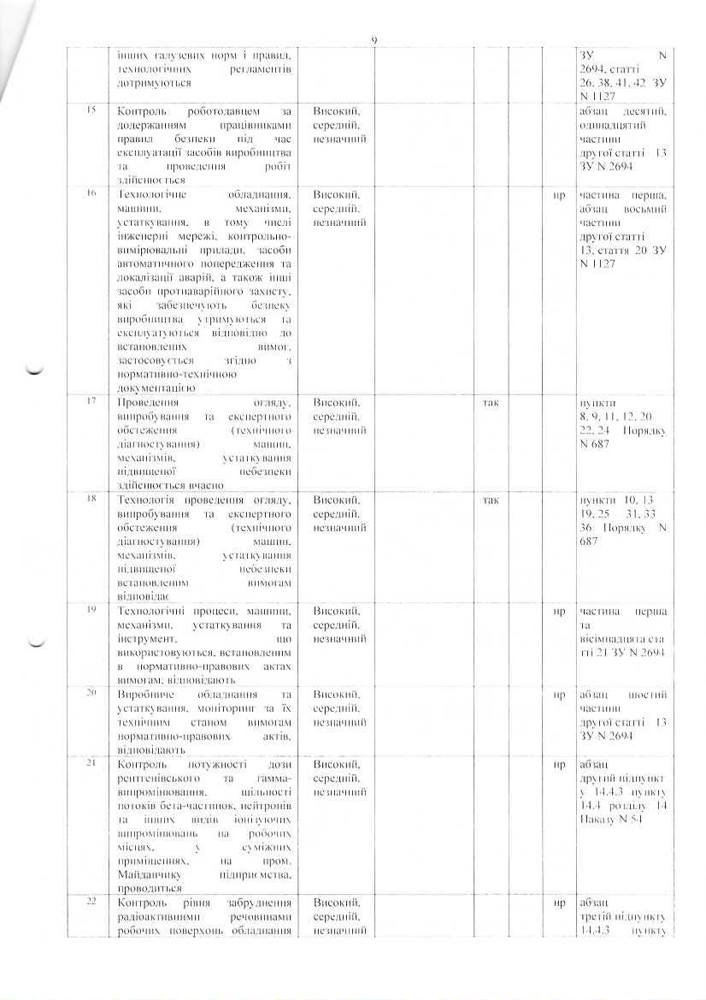 9
інших галузевих норм і правил,
технологічних регламентів
дотримуються
ЗУ N
2694, статті
26, 38, 41, 42 ЗУ
N 1127
15
Контроль роботодавцем за
додержанням працівниками
правил безпеки під час
експлуатації засобів виробництва
та проведення робіт
здійснюється
Високий,
середній,
незначний
абзац десятий,
одинадцятий
частини
другої статті 13
ЗУ N 2694
16
Технологічне обладнання,
машини, механізми,
устаткування, в тому числі
інженерні мережі, контрольно-
вимірювальні прилади, засоби
автоматичного попередження та
локалізації аварій, а також інші
засоби протиаварійного захисту,
які забезпечують безпеку
виробництва утримуються та
експлуатуються відповідно до
встановлених вимог,
застосовується згідно з
нормативно-технічною
документацією
Високий,
середній,
незначний
нр
частина перша,
абзац восьмий
частини
другої статті
13, стаття 20 ЗУ
N 1127
17
Проведення огляду,
випробування та експертного
обстеження (технічного
діагностування) машин,
механізмів, устаткування
підвищеної небезпеки
здійснюється вчасно
Високий,
середній,
незначний
так
пункти
8, 9, 11, 12, 20
22, 24 Порядку
N 687
18
Технологія проведення огляду,
випробування та експертного
обстеження (технічного
діагностування) машин,
механізмів, устаткування
підвищеної небезпеки
встановленим вимогам
відповідає
Високий,
середній,
незначний
так
пункти 10, 13
19, 25 31, 33
36 Порядку N
687
19
Технологічні процеси, машини,
механізми, устаткування та
інструмент, що
використовуються, встановленим
в нормативно-правових актах
вимогам; відповідають
Високий,
середній,
незначний
нр
частина перша
та
вісімнадцята ста
тті 21 ЗУ N 2694
20
Виробниче обладнання та
устаткування, моніторинг за їх
технічним станом вимогам
нормативно-правових актів,
відповідають
Високий,
середній,
незначний
нр
абзац шостий
частини
другої статті 13
ЗУ N 2694
21
Контроль потужності дози
рентгенівського та гамма-
випромінювання, щільності
потоків бета-частинок, нейтронів
та інших видів іонізуючих
випромінювань на робочих
місцях, у суміжних
приміщеннях, на пром.
Майданчику підприємства,
проводиться
Високий,
середній,
незначний
нр
абзац
другий підпункт
у 14.4.3 пункту
14.4 розділу 14
Наказу N 54
22
Контроль рівня забруднення
радіоактивними речовинами
робочих поверхонь обладнання
Високий,
середній,
незначний
нр
абзац
третій підпункту
14.4.3 пункту